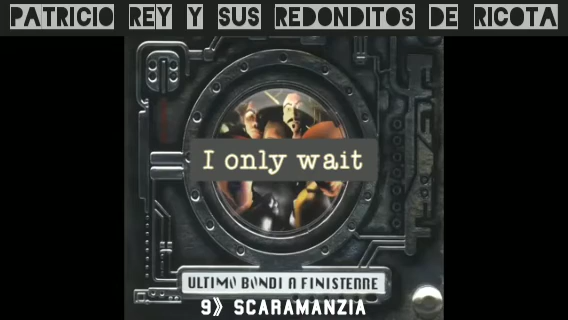 PATRICIO REY Y SUS REDONDITOS DE RICOTA
I only wait
ULTIMO BONDI A FINISTERRE
9》 SCARAMANZIA